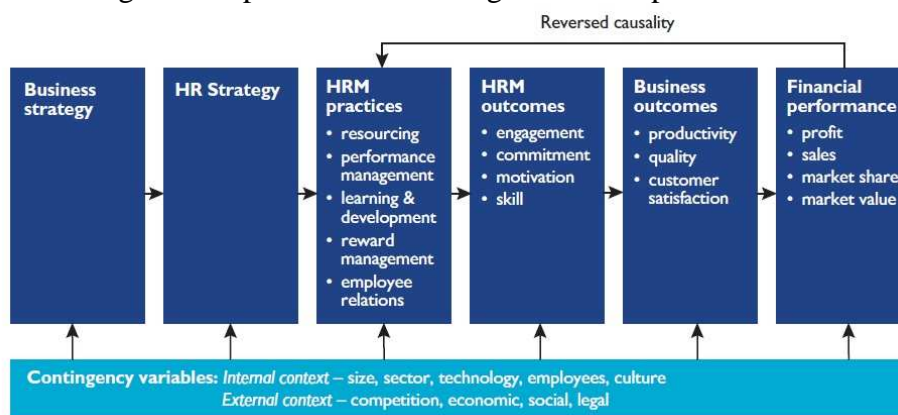 Reversed causality
Business
strategy
HR Strategy
HRM
practices
• resourcing
• performance
management
• learning &
development
• reward
management
• employee
relations
HRM
outcomes
• engagement
• commitment
• motivation
• skill
Business
outcomes
• productivity
• quality
• customer
satisfaction
Financial
performance
• profit
• sales
• market share
• market value
Contingency variables: Internal context – size, sector, technology, employees, culture
External context – competition, economic, social, legal